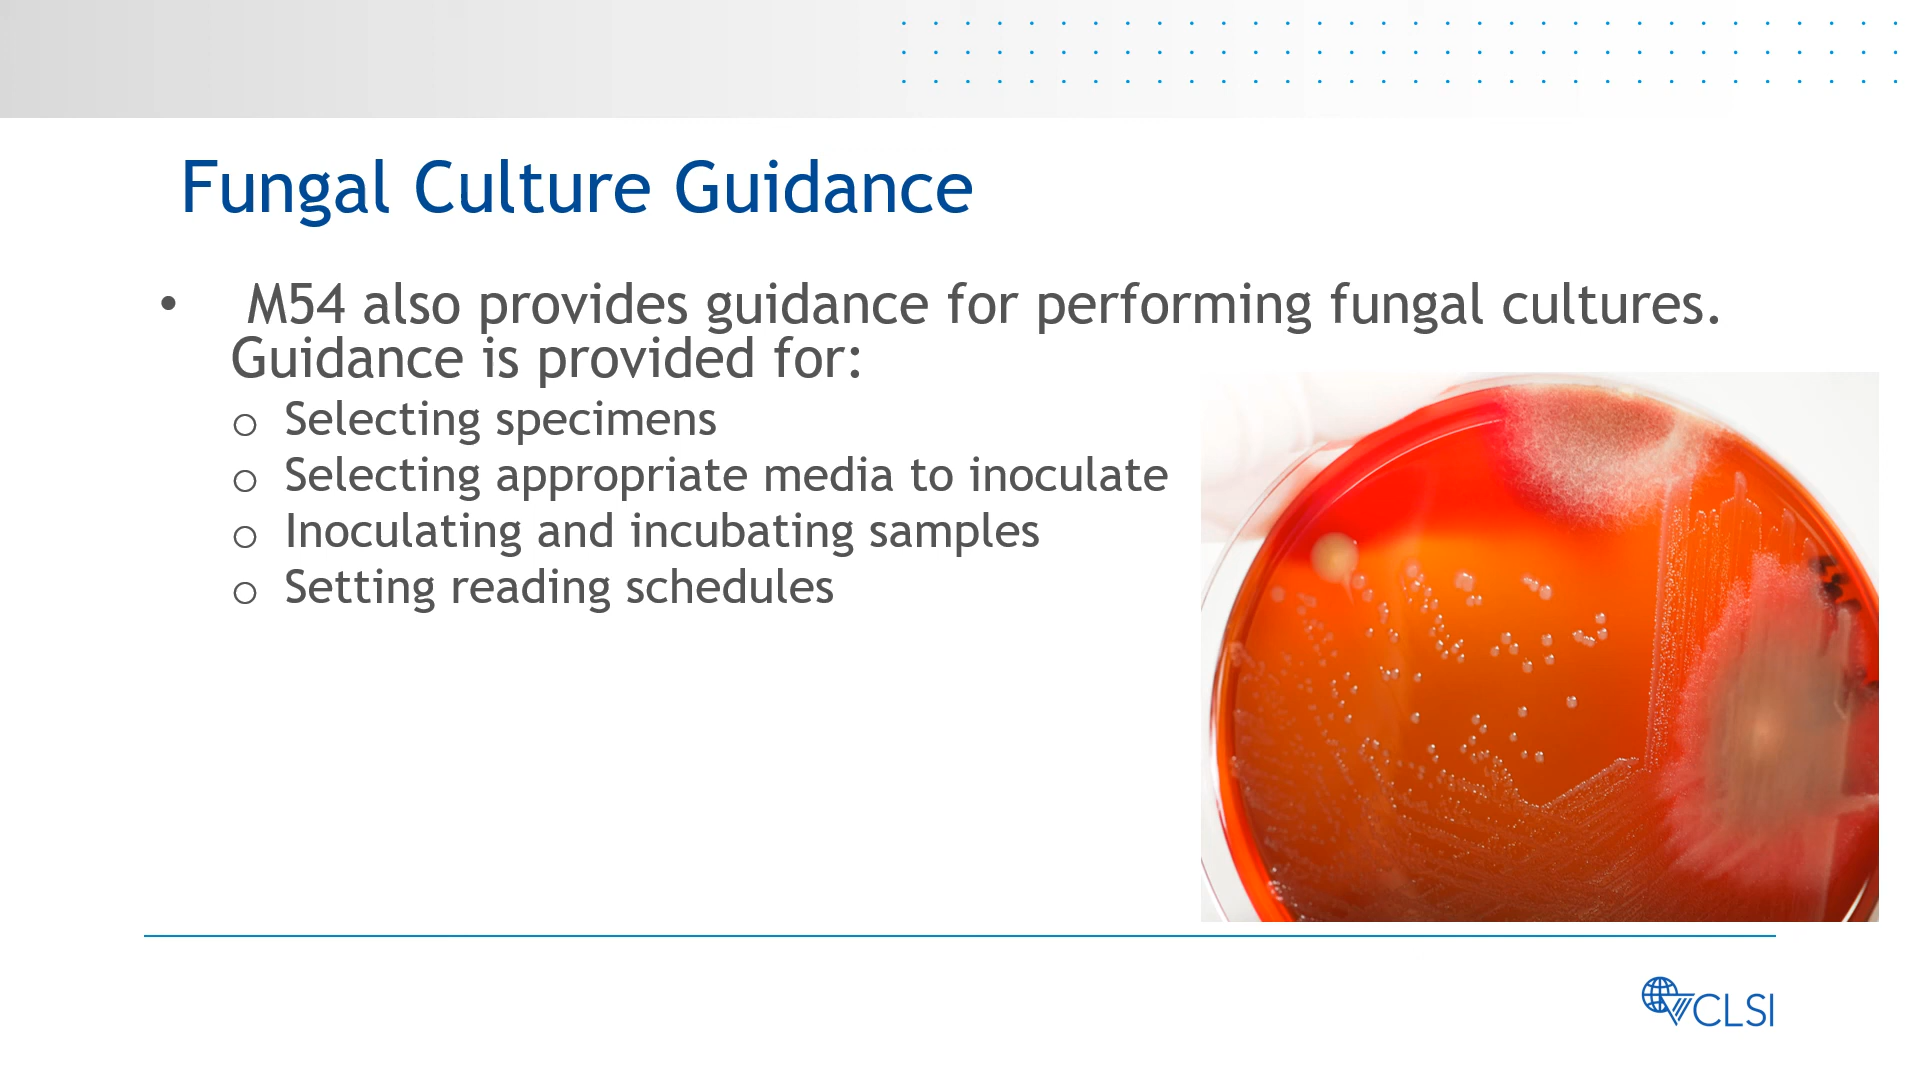 Fungal Culture Guidance
• M54 also provides guidance for performing fungal cultures.
Guidance is provided for:
o Selecting specimens
o Selecting appropriate media to inoculate
o Inoculating and incubating samples
o Setting reading schedules
CLSI